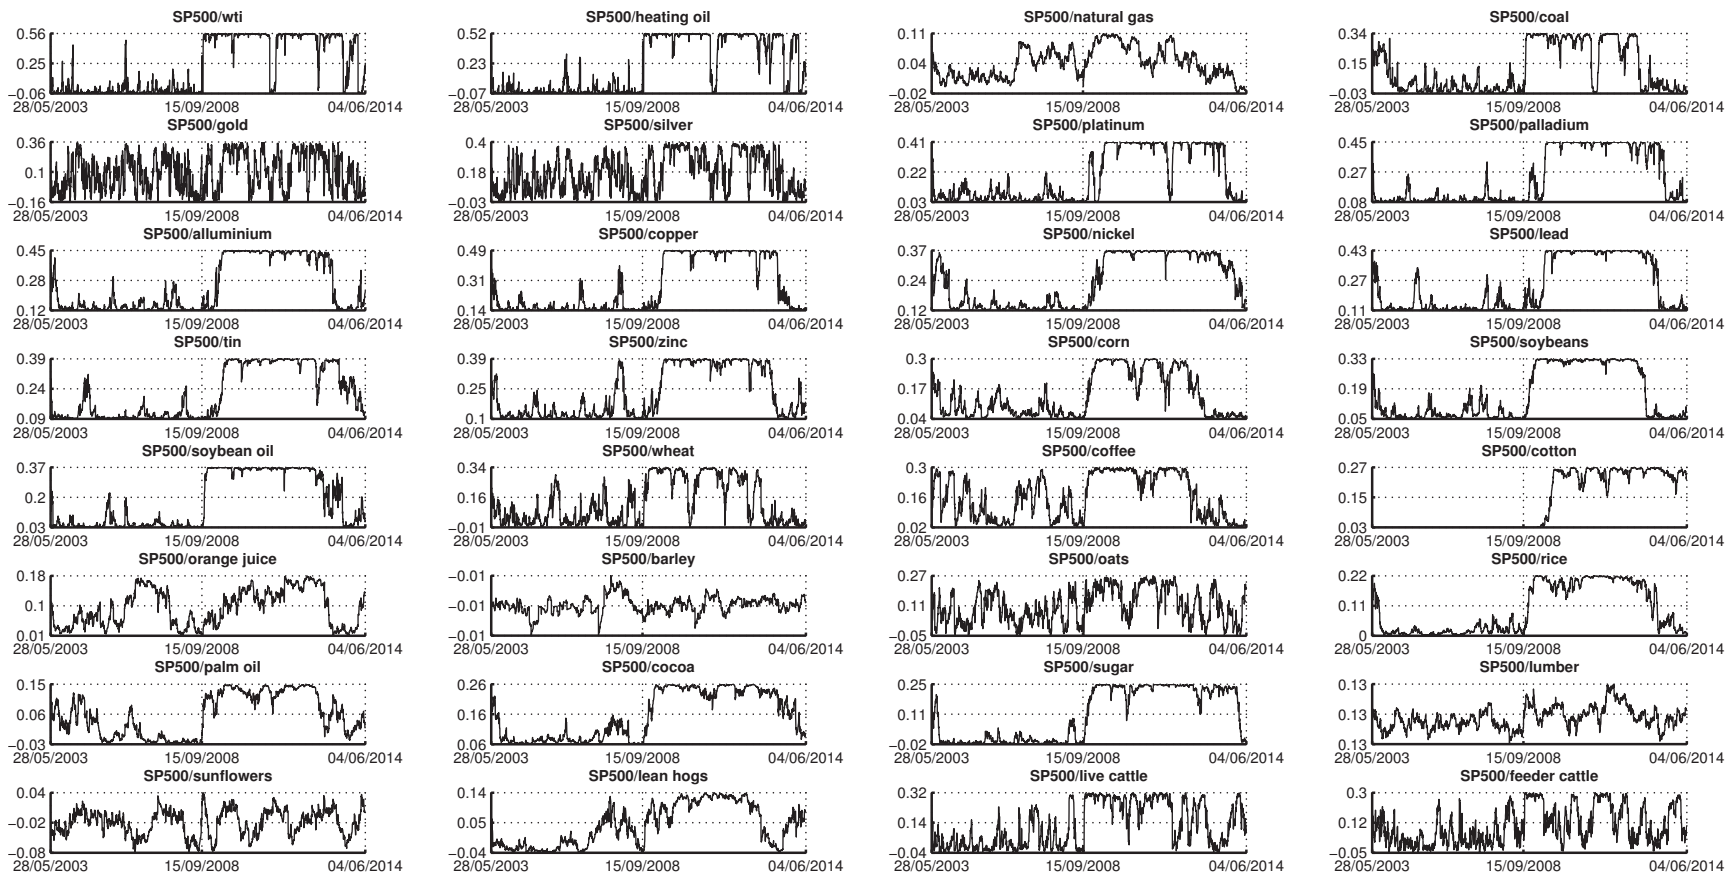 SP500/wti SP500/heating oil SP500/natural gas SP500/coal
0.56 0.52 0.11 0.34
0.25 0.23 0.04 0.15
−0.06 −0.07 −0.02 −0.03
28/05/2003 15/09/2008 04/06/2014 28/05/2003 15/09/2008 04/06/2014 28/05/2003 15/09/2008 04/06/2014 28/05/2003 15/09/2008 04/06/2014
SP500/gold SP500/silver SP500/platinum SP500/palladium
0.36 0.4 0.41 0.45
0.1 0.18 0.22 0.27
−0.16 −0.03 0.03 0.08
28/05/2003 15/09/2008 04/06/2014 28/05/2003 15/09/2008 04/06/2014 28/05/2003 15/09/2008 04/06/2014 28/05/2003 15/09/2008 04/06/2014
SP500/alluminium SP500/copper SP500/nickel SP500/lead
0.45 0.49 0.37 0.43
0.28 0.31 0.24 0.27
0.12 0.14 0.12 0.11
28/05/2003 15/09/2008 04/06/2014 28/05/2003 15/09/2008 04/06/2014 28/05/2003 15/09/2008 04/06/2014 28/05/2003 15/09/2008 04/06/2014
SP500/tin SP500/zinc SP500/corn SP500/soybeans
0.39 0.39 0.3 0.33
0.24 0.25 0.17 0.19
0.09 0.1 0.04 0.05
28/05/2003 15/09/2008 04/06/2014 28/05/2003 15/09/2008 04/06/2014 28/05/2003 15/09/2008 04/06/2014 28/05/2003 15/09/2008 04/06/2014
SP500/soybean oil SP500/wheat SP500/coffee SP500/cotton
0.37 0.34 0.3 0.27
0.2 0.16 0.16 0.15
0.03 −0.01 0.02 0.03
28/05/2003 15/09/2008 04/06/2014 28/05/2003 15/09/2008 04/06/2014 28/05/2003 15/09/2008 04/06/2014 28/05/2003 15/09/2008 04/06/2014
SP500/orange juice SP500/barley SP500/oats SP500/rice
0.18 −0.01 0.27 0.22
0.1 −0.01 0.11 0.11
0.01 −0.01 −0.05 0
28/05/2003 15/09/2008 04/06/2014 28/05/2003 15/09/2008 04/06/2014 28/05/2003 15/09/2008 04/06/2014 28/05/2003 15/09/2008 04/06/2014
SP500/palm oil SP500/cocoa SP500/sugar SP500/lumber
0.15 0.26 0.25 0.13
0.06 0.16 0.11 0.13
−0.03 0.06 −0.02 0.13
28/05/2003 15/09/2008 04/06/2014 28/05/2003 15/09/2008 04/06/2014 28/05/2003 15/09/2008 04/06/2014 28/05/2003 15/09/2008 04/06/2014
SP500/sunflowers SP500/lean hogs SP500/live cattle SP500/feeder cattle
0.04 0.14 0.32 0.3
−0.02 0.05 0.14 0.12
−0.08 −0.04 −0.04 −0.05
28/05/2003 15/09/2008 04/06/2014 28/05/2003 15/09/2008 04/06/2014 28/05/2003 15/09/2008 04/06/2014 28/05/2003 15/09/2008 04/06/2014